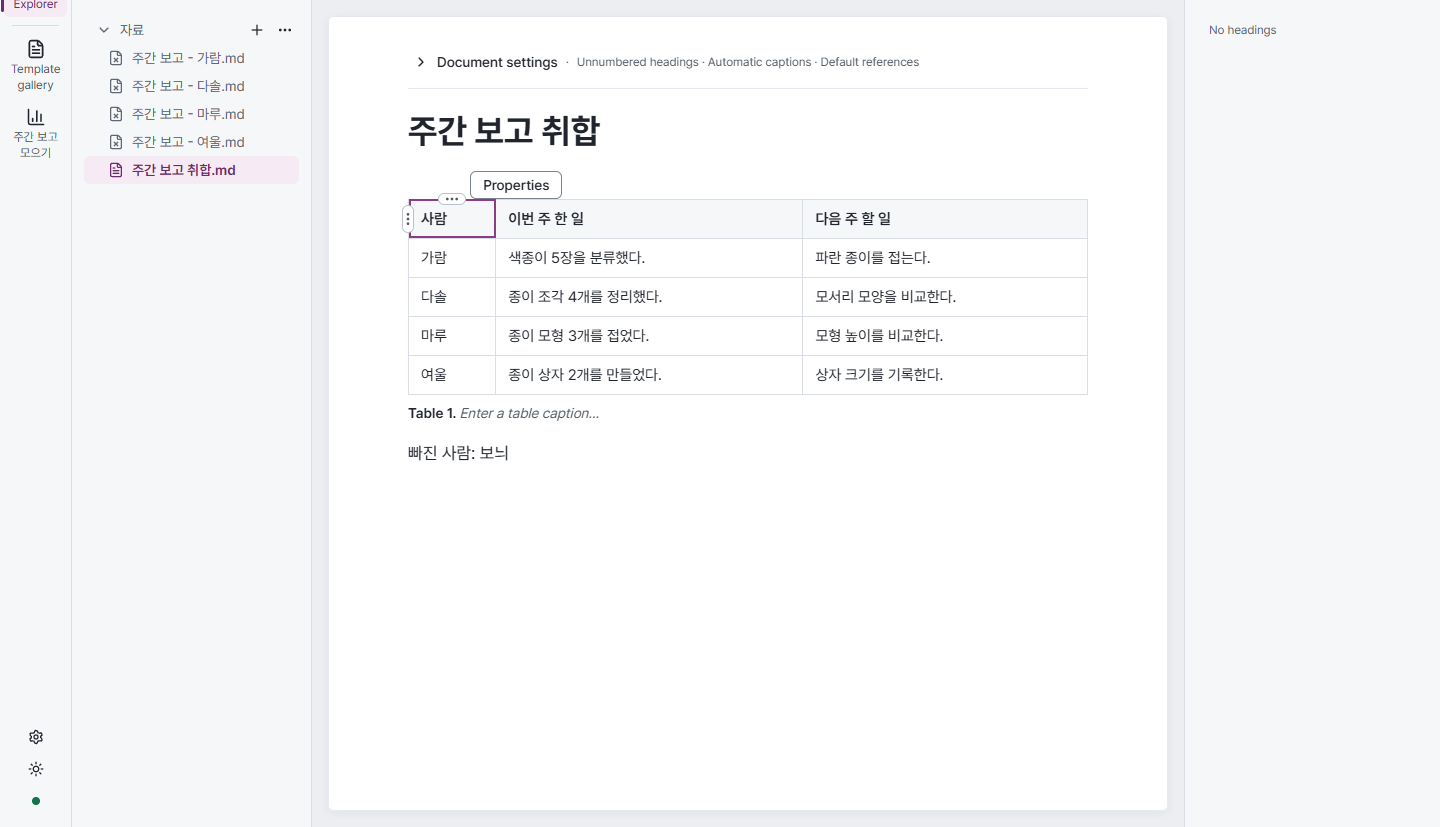 Explorer
Template
gallery
주간 보고
모으기
자료
주간 보고 - 가람.md
주간 보고 - 다솔.md
주간 보고 - 마루.md
주간 보고 - 여울.md
주간 보고 취합.md
Document settings · Unnumbered headings · Automatic captions · Default references
주간 보고 취합
Properties
사람 이번 주 한 일 다음 주 할 일
가람 색종이 5장을 분류했다. 파란 종이를 접는다.
다솔 종이 조각 4개를 정리했다. 모서리 모양을 비교한다.
마루 종이 모형 3개를 접었다. 모형 높이를 비교한다.
여울 종이 상자 2개를 만들었다. 상자 크기를 기록한다.
Table 1. Enter a table caption...
빠진 사람: 보늬
No headings